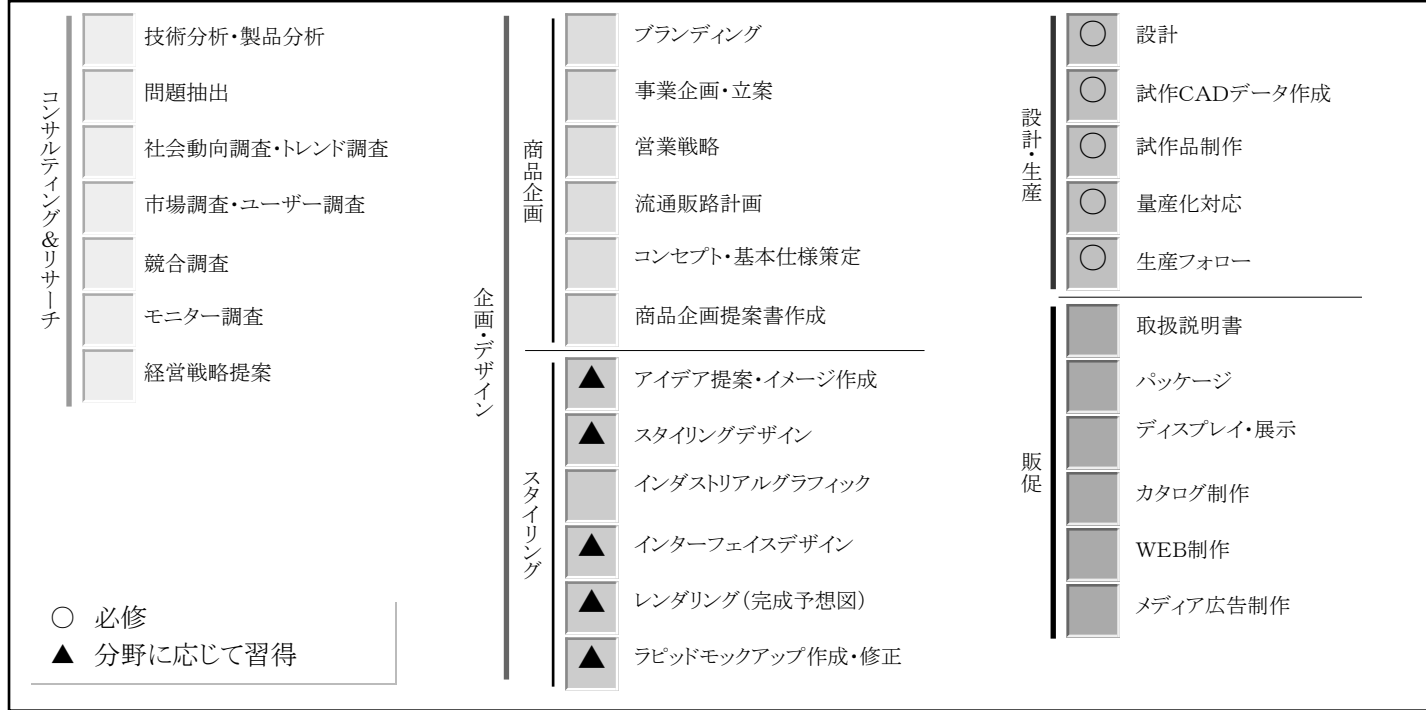 コンサルティング&リサーチ
技術分析・製品分析
問題抽出
社会動向調査・トレンド調査
市場調査・ユーザー調査
競合調査
モニター調査
経営戦略提案
企画・デザイン
商品企画
ブランディング
事業企画・立案
営業戦略
流通販路計画
コンセプト・基本仕様策定
商品企画提案書作成
スタイリング
▲ アイデア提案・イメージ作成
▲ スタイリングデザイン
インダストリアルグラフィック
▲ インターフェイスデザイン
▲ レンダリング(完成予想図)
▲ ラピッドモックアップ作成・修正
設計・生産
○ 設計
○ 試作CADデータ作成
○ 試作品制作
○ 量産化対応
○ 生産フォロー
販促
取扱説明書
パッケージ
ディスプレイ・展示
カタログ制作
WEB制作
メディア広告制作
○ 必修
▲ 分野に応じて習得